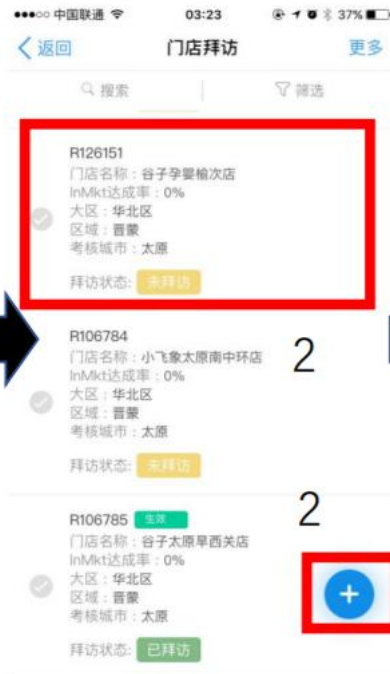 中国联通 03:23 37%
返回 门店拜访 更多
搜索 筛选
R126151
门店名称：谷子孕婴榆次店
InMkt达成率：0%
大区：华北区
区域：晋蒙
考核城市：太原
拜访状态: 未拜访
R106784
门店名称：小飞象太原南中环店
InMkt达成率：0%
大区：华北区
区域：晋蒙
考核城市：太原
拜访状态: 未拜访
2
R106785 生效
门店名称：谷子太原旱西关店
InMkt达成率：0%
大区：华北区
区域：晋蒙
考核城市：太原
拜访状态: 已拜访
2
+